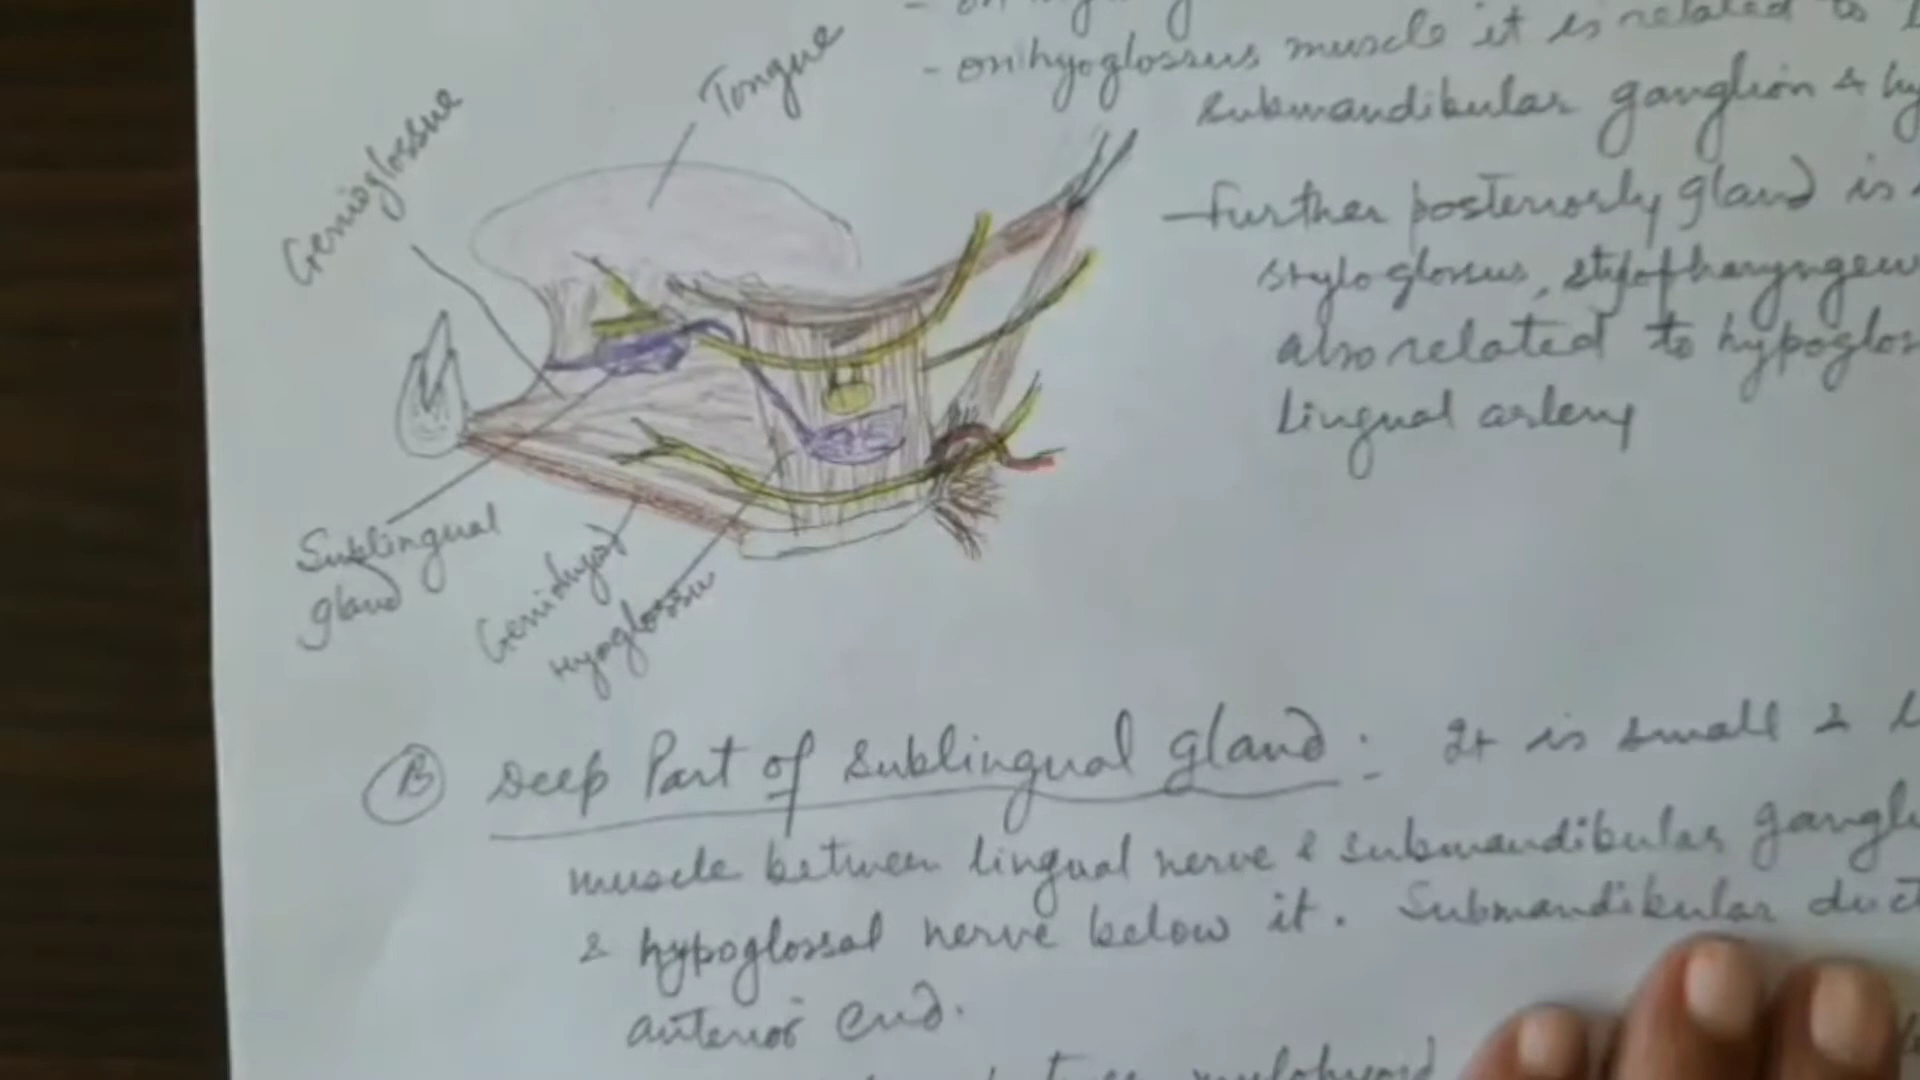 - on hyoglossus muscle it is related to
submandibular ganglion &
Tongue
Genioglossus
- Further posteriorly gland is
styloglossus, stylopharyngeus
also related to hypoglos
Lingual artery
Sublingual
gland
Geniohyoid
Hyoglossu
B Deep Part of sublingual gland : It is small &
muscle between lingual nerve & submandibular gangl
& hypoglossal nerve below it. Submandibular duct
anterior end.